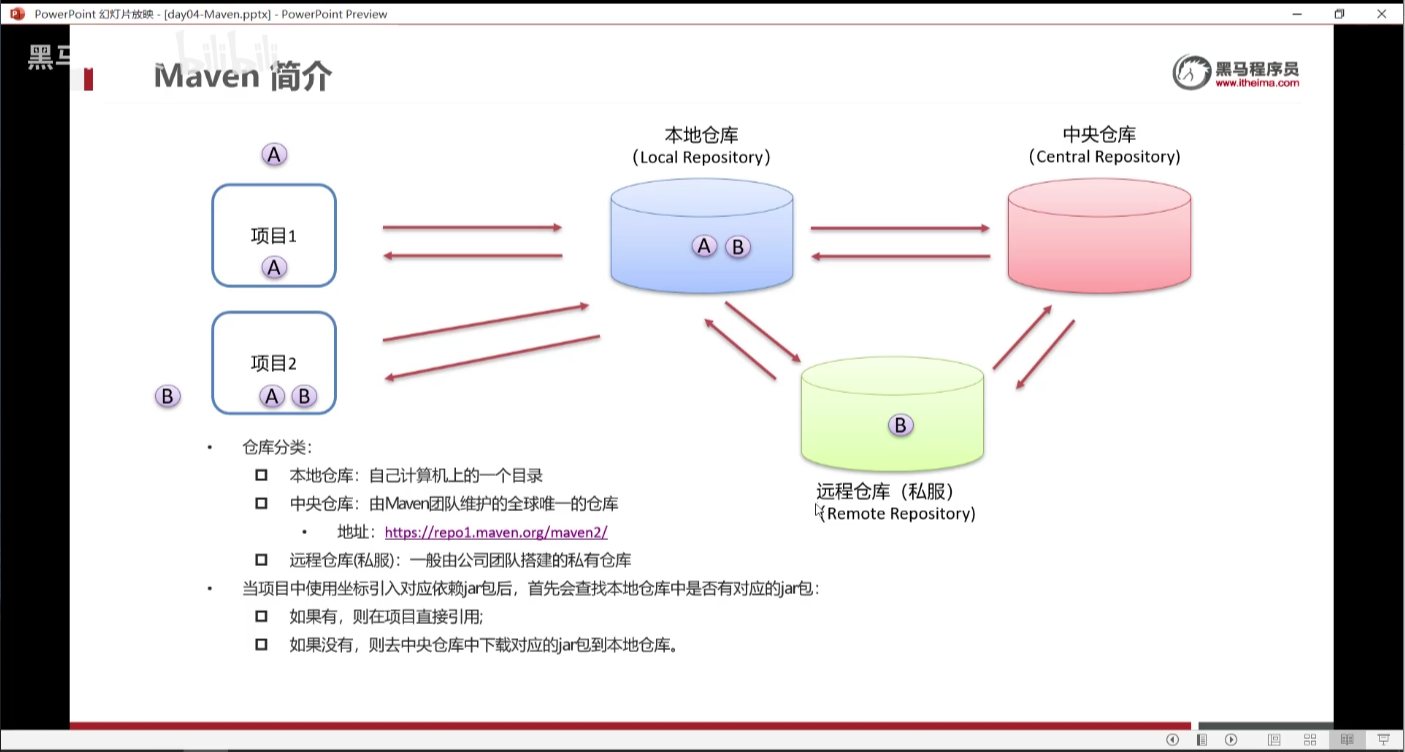 PowerPoint 幻灯片放映 - [day04-Maven.pptx] - PowerPoint Preview
黑马
bilibili
Maven 简介
黑马程序员
www.itheima.com
A
项目1
A
项目2
A B
B
本地仓库
(Local Repository)
A B
中央仓库
(Central Repository)
B
远程仓库（私服）
(Remote Repository)
• 仓库分类：
本地仓库：自己计算机上的一个目录
中央仓库：由Maven团队维护的全球唯一的仓库
• 地址：https://repo1.maven.org/maven2/
远程仓库(私服)：一般由公司团队搭建的私有仓库
• 当项目中使用坐标引入对应依赖jar包后，首先会查找本地仓库中是否有对应的jar包：
如果有，则在项目直接引用;
如果没有，则去中央仓库中下载对应的jar包到本地仓库。